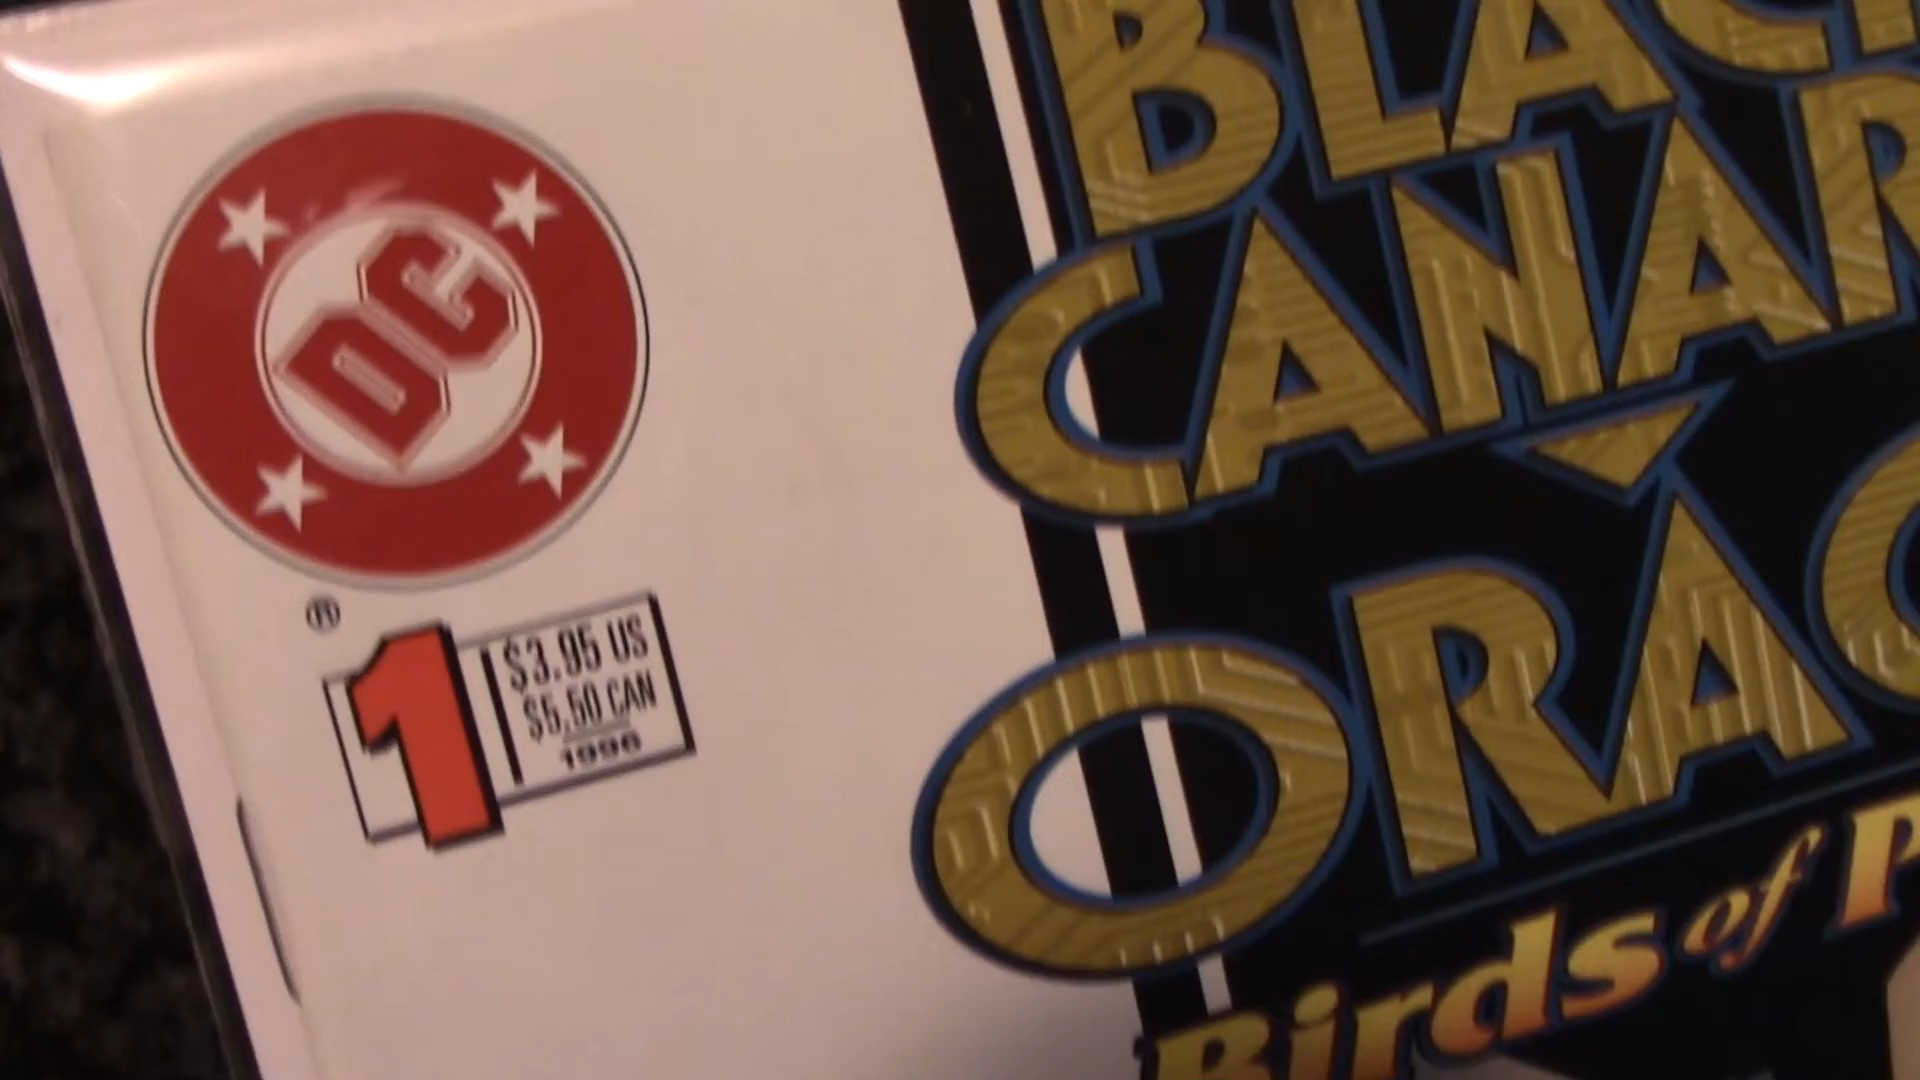 DC
®
1
$3.95 US
$5.50 CAN
1996
BLAC
CANAR
ORAC
Birds of P